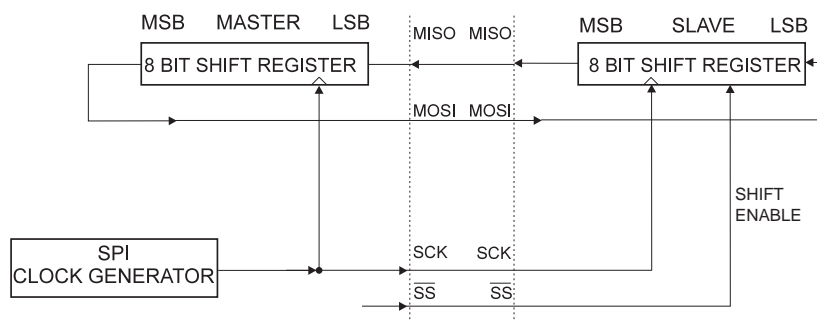 MSB MASTER LSB
MISO MISO
MSB SLAVE LSB
8 BIT SHIFT REGISTER
8 BIT SHIFT REGISTER
MOSI MOSI
SHIFT
ENABLE
SPI
CLOCK GENERATOR
SCK SCK
SS SS